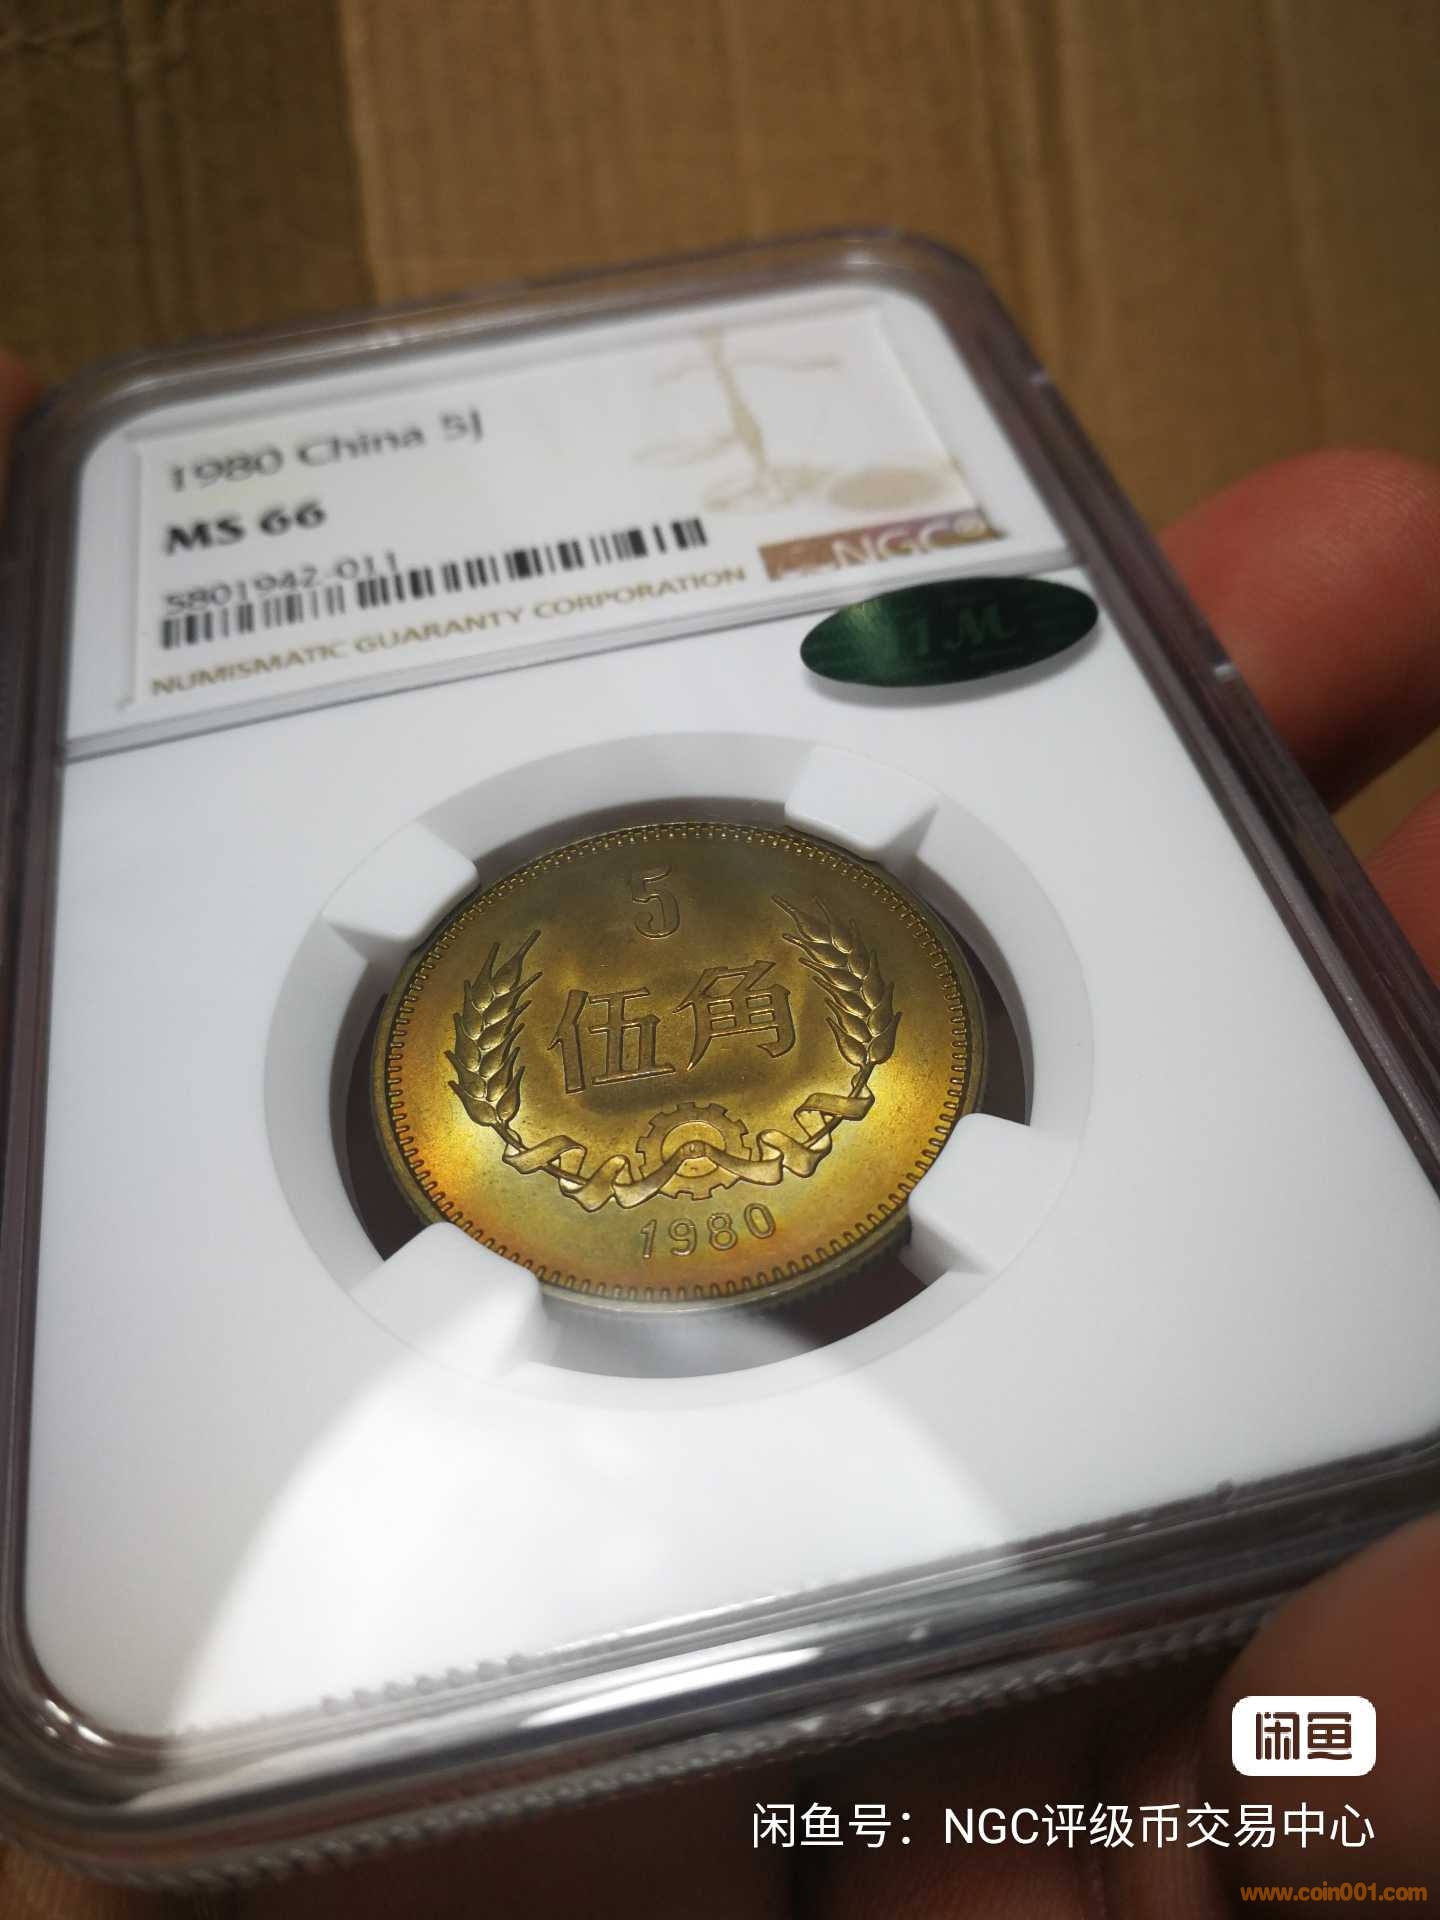 1980 China 5J
MS 66
5801942-011
NUMISMATIC GUARANTY CORPORATION
NGC®
1M
5
伍角
1980
闲鱼
闲鱼号：NGC评级币交易中心
www.coin001.com